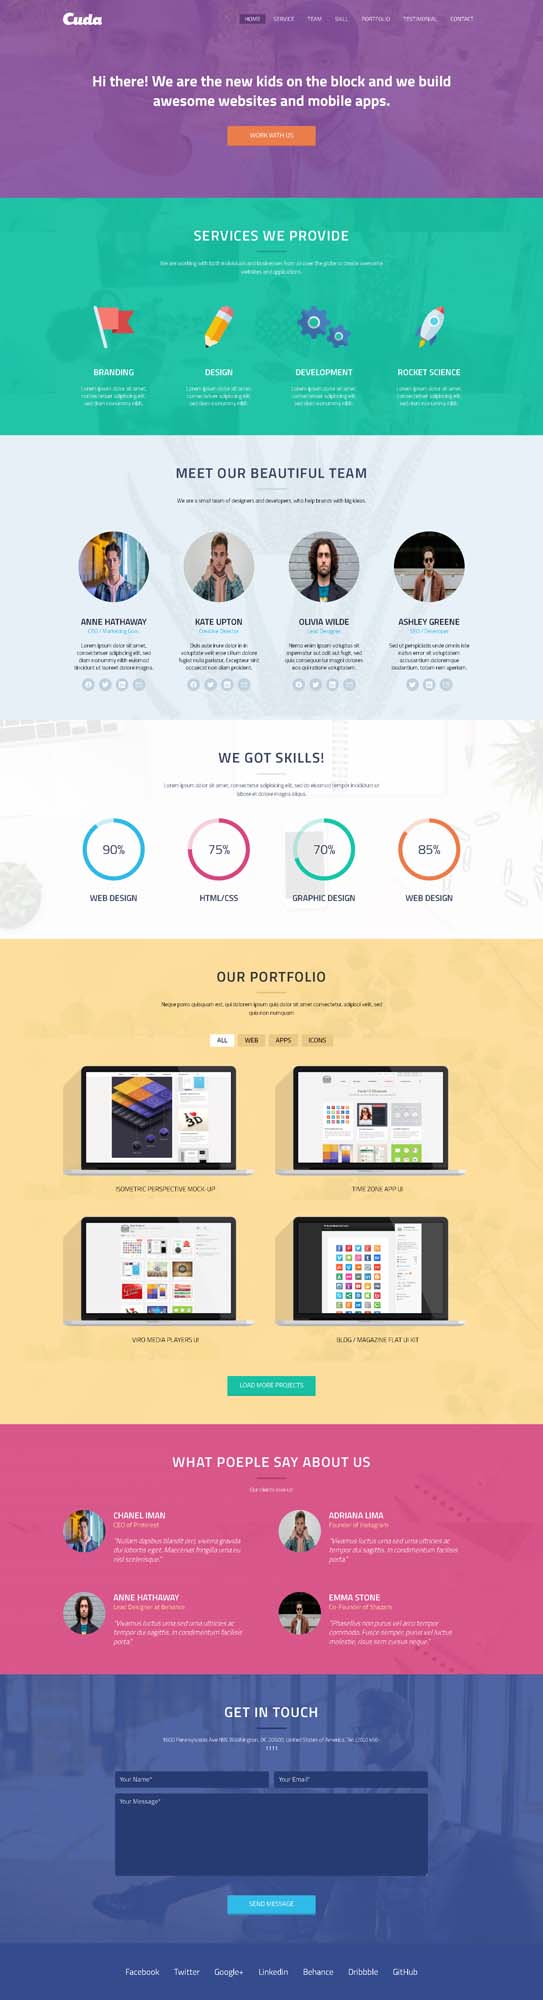 Cuda
HOME SERVICE TEAM SKILL PORTFOLIO TESTIMONIAL CONTACT
Hi there! We are the new kids on the block and we build
awesome websites and mobile apps.
WORK WITH US
SERVICES WE PROVIDE
We are working with both individuals and businesses from all over the globe to create awesome
websites and applications.
BRANDING
Lorem ipsum dolor sit amet,
consectetuer adipiscing elit,
sed diam nonummy nibh.
DESIGN
Lorem ipsum dolor sit amet,
consectetuer adipiscing elit,
sed diam nonummy nibh.
DEVELOPMENT
Lorem ipsum dolor sit amet,
consectetuer adipiscing elit,
sed diam nonummy nibh.
ROCKET SCIENCE
Lorem ipsum dolor sit amet,
consectetuer adipiscing elit,
sed diam nonummy nibh.
MEET OUR BEAUTIFUL TEAM
We are a small team of designers and developers, who help brands with big ideas.
ANNE HATHAWAY
CEO / Marketing Guru
Lorem ipsum dolor sit amet,
consectetuer adipiscing elit, sed
diam nonummy nibh euismod
tincidunt ut laoreet dolore magna.
KATE UPTON
Creative Director
Duis aute irure dolor in in
voluptate velit esse cillum dolore
fugiat nulla pariatur. Excepteur sint
occaecat non diam proident.
OLIVIA WILDE
Lead Designer
Nemo enim ipsam voluptas sit
aspernatur aut odit aut fugit, sed
quia consequuntur magni dolores
eos qui ratione voluptatem.
ASHLEY GREENE
SEO / Developer
Sed ut perspiciatis unde omnis iste
natus error sit voluptatem
accusantium doloremque
laudantium, totam rem aperiam.
WE GOT SKILLS!
Lorem ipsum dolor sit amet, consectetur adipiscing elit, sed do eiusmod tempor incididunt ut
labore et dolore magna aliqua.
90%
WEB DESIGN
75%
HTML/CSS
70%
GRAPHIC DESIGN
85%
WEB DESIGN
OUR PORTFOLIO
Neque porro quisquam est, qui dolorem ipsum quia dolor sit amet consectetur, adipisci velit, sed
quia non numquam
ALL WEB APPS ICONS
ISOMETRIC PERSPECTIVE MOCK-UP
TIME ZONE APP UI
VIRO MEDIA PLAYERS UI
BLOG / MAGAZINE FLAT UI KIT
LOAD MORE PROJECTS
WHAT POEPLE SAY ABOUT US
Our clients love us!
CHANEL IMAN
CEO of Pinterest
"Nullam dapibus blandit orci, viverra gravida
dui lobortis eget. Maecenas fringilla urna eu
nisl scelerisque."
ADRIANA LIMA
Founder of Instagram
"Vivamus luctus urna sed urna ultricies ac
tempor dui sagittis. In condimentum facilisis
porta."
ANNE HATHAWAY
Lead Designer at Behance
"Vivamus luctus urna sed urna ultricies ac
tempor dui sagittis. In condimentum facilisis
porta."
EMMA STONE
Co-Founder of Shazam
"Phasellus non purus vel arcu tempor
commodo. Fusce semper, purus vel luctus
molestie, risus sem cursus neque."
GET IN TOUCH
1600 Pennsylvania Ave NW, Washington, DC 20500, United States of America. Tel: (202) 456-
1111
Your Name*
Your Email*
Your Message*
SEND MESSAGE
Facebook Twitter Google+ Linkedin Behance Dribbble GitHub